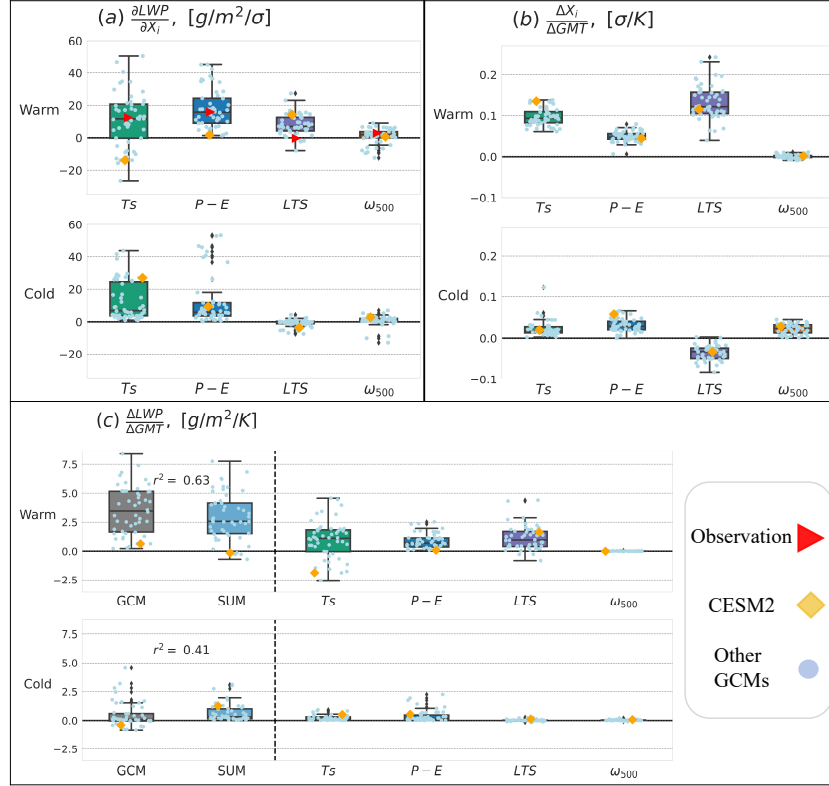 (a) ∂LWP/∂X_i, [g/m²/σ]
60
40
20
0
−20
Warm
Ts P − E LTS ω₅₀₀
60
40
20
0
−20
Cold
Ts P − E LTS ω₅₀₀
(b) ΔX_i/ΔGMT, [σ/K]
0.2
0.1
0.0
−0.1
Warm
Ts P − E LTS ω₅₀₀
0.2
0.1
0.0
−0.1
Cold
Ts P − E LTS ω₅₀₀
(c) ΔLWP/ΔGMT, [g/m²/K]
7.5
5.0
2.5
0.0
−2.5
Warm
r² = 0.63
GCM SUM Ts P − E LTS ω₅₀₀
7.5
5.0
2.5
0.0
−2.5
Cold
r² = 0.41
GCM SUM Ts P − E LTS ω₅₀₀
Observation
CESM2
Other
GCMs